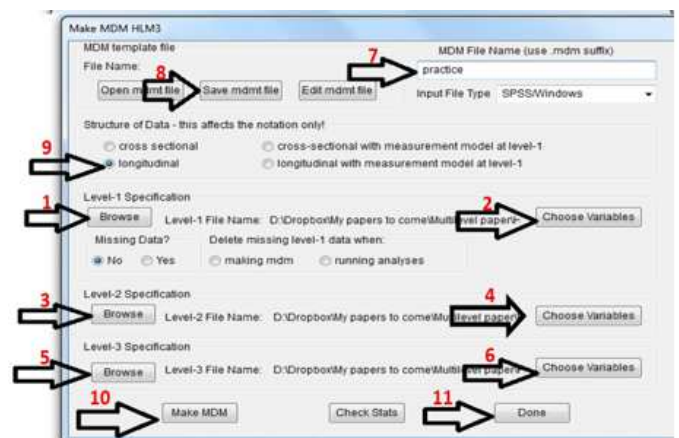 Make MDM HLM3
MDM template file
MDM File Name (use .mdm suffix)
File Name:
8
7
practice
Open mdmt file Save mdmt file Edit mdmt file
Input File Type SPSS/Windows
Structure of Data - this affects the notation only!
9
cross sectional cross-sectional with measurement model at level-1
longitudinal longitudinal with measurement model at level-1
Level-1 Specification
1
2
Browse Level-1 File Name: D:\Dropbox\My papers to come\Multilevel paper\ Choose Variables
Missing Data? Delete missing level-1 data when:
No Yes making mdm running analyses
Level-2 Specification
3
4
Browse Level-2 File Name: D:\Dropbox\My papers to come\Multilevel paper\ Choose Variables
Level-3 Specification
5
6
Browse Level-3 File Name: D:\Dropbox\My papers to come\Multilevel paper\ Choose Variables
10
11
Make MDM Check Stats Done